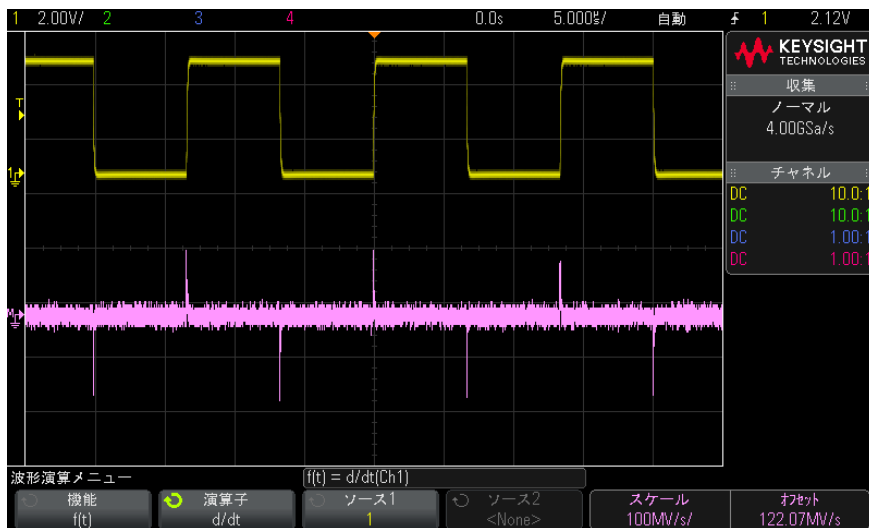 1 2.00V/ 2 3 4 0.0s 5.000㎲/ 自動 1 2.12V
KEYSIGHT
TECHNOLOGIES
収集
ノーマル
4.00GSa/s
チャネル
DC 10.0:1
DC 10.0:1
DC 1.00:1
DC 1.00:1
T
1
M
波形演算メニュー f(t) = d/dt(Ch1)
機能 演算子 ソース1 ソース2 スケール オフセット
f(t) d/dt 1 <None> 100MV/s/ 122.07MV/s